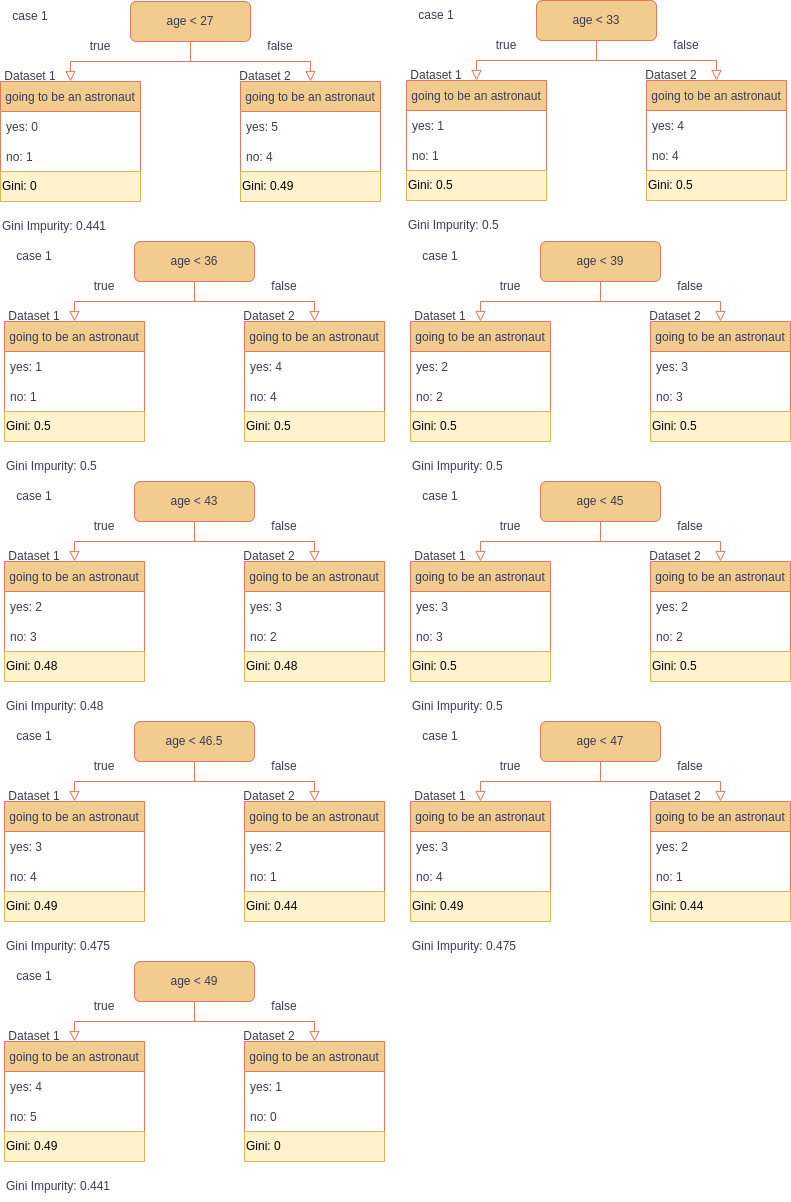 case 1
age < 27
true
false
Dataset 1
Dataset 2
going to be an astronaut
going to be an astronaut
yes: 0
yes: 5
no: 1
no: 4
Gini: 0
Gini: 0.49
Gini Impurity: 0.441
case 1
age < 33
true
false
Dataset 1
Dataset 2
going to be an astronaut
going to be an astronaut
yes: 1
yes: 4
no: 1
no: 4
Gini: 0.5
Gini: 0.5
Gini Impurity: 0.5
case 1
age < 36
true
false
Dataset 1
Dataset 2
going to be an astronaut
going to be an astronaut
yes: 1
yes: 4
no: 1
no: 4
Gini: 0.5
Gini: 0.5
Gini Impurity: 0.5
case 1
age < 39
true
false
Dataset 1
Dataset 2
going to be an astronaut
going to be an astronaut
yes: 2
yes: 3
no: 2
no: 3
Gini: 0.5
Gini: 0.5
Gini Impurity: 0.5
case 1
age < 43
true
false
Dataset 1
Dataset 2
going to be an astronaut
going to be an astronaut
yes: 2
yes: 3
no: 3
no: 2
Gini: 0.48
Gini: 0.48
Gini Impurity: 0.48
case 1
age < 45
true
false
Dataset 1
Dataset 2
going to be an astronaut
going to be an astronaut
yes: 3
yes: 2
no: 3
no: 2
Gini: 0.5
Gini: 0.5
Gini Impurity: 0.5
case 1
age < 46.5
true
false
Dataset 1
Dataset 2
going to be an astronaut
going to be an astronaut
yes: 3
yes: 2
no: 4
no: 1
Gini: 0.49
Gini: 0.44
Gini Impurity: 0.475
case 1
age < 47
true
false
Dataset 1
Dataset 2
going to be an astronaut
going to be an astronaut
yes: 3
yes: 2
no: 4
no: 1
Gini: 0.49
Gini: 0.44
Gini Impurity: 0.475
case 1
age < 49
true
false
Dataset 1
Dataset 2
going to be an astronaut
going to be an astronaut
yes: 4
yes: 1
no: 5
no: 0
Gini: 0.49
Gini: 0
Gini Impurity: 0.441